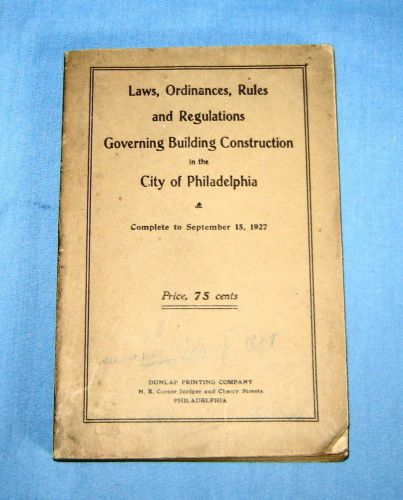 Laws, Ordinances, Rules
and Regulations
Governing Building Construction
in the
City of Philadelphia
Complete to September 15, 1927
Price, 75 cents
DUNLAP PRINTING COMPANY
N. E. Corner Juniper and Cherry Streets
PHILADELPHIA